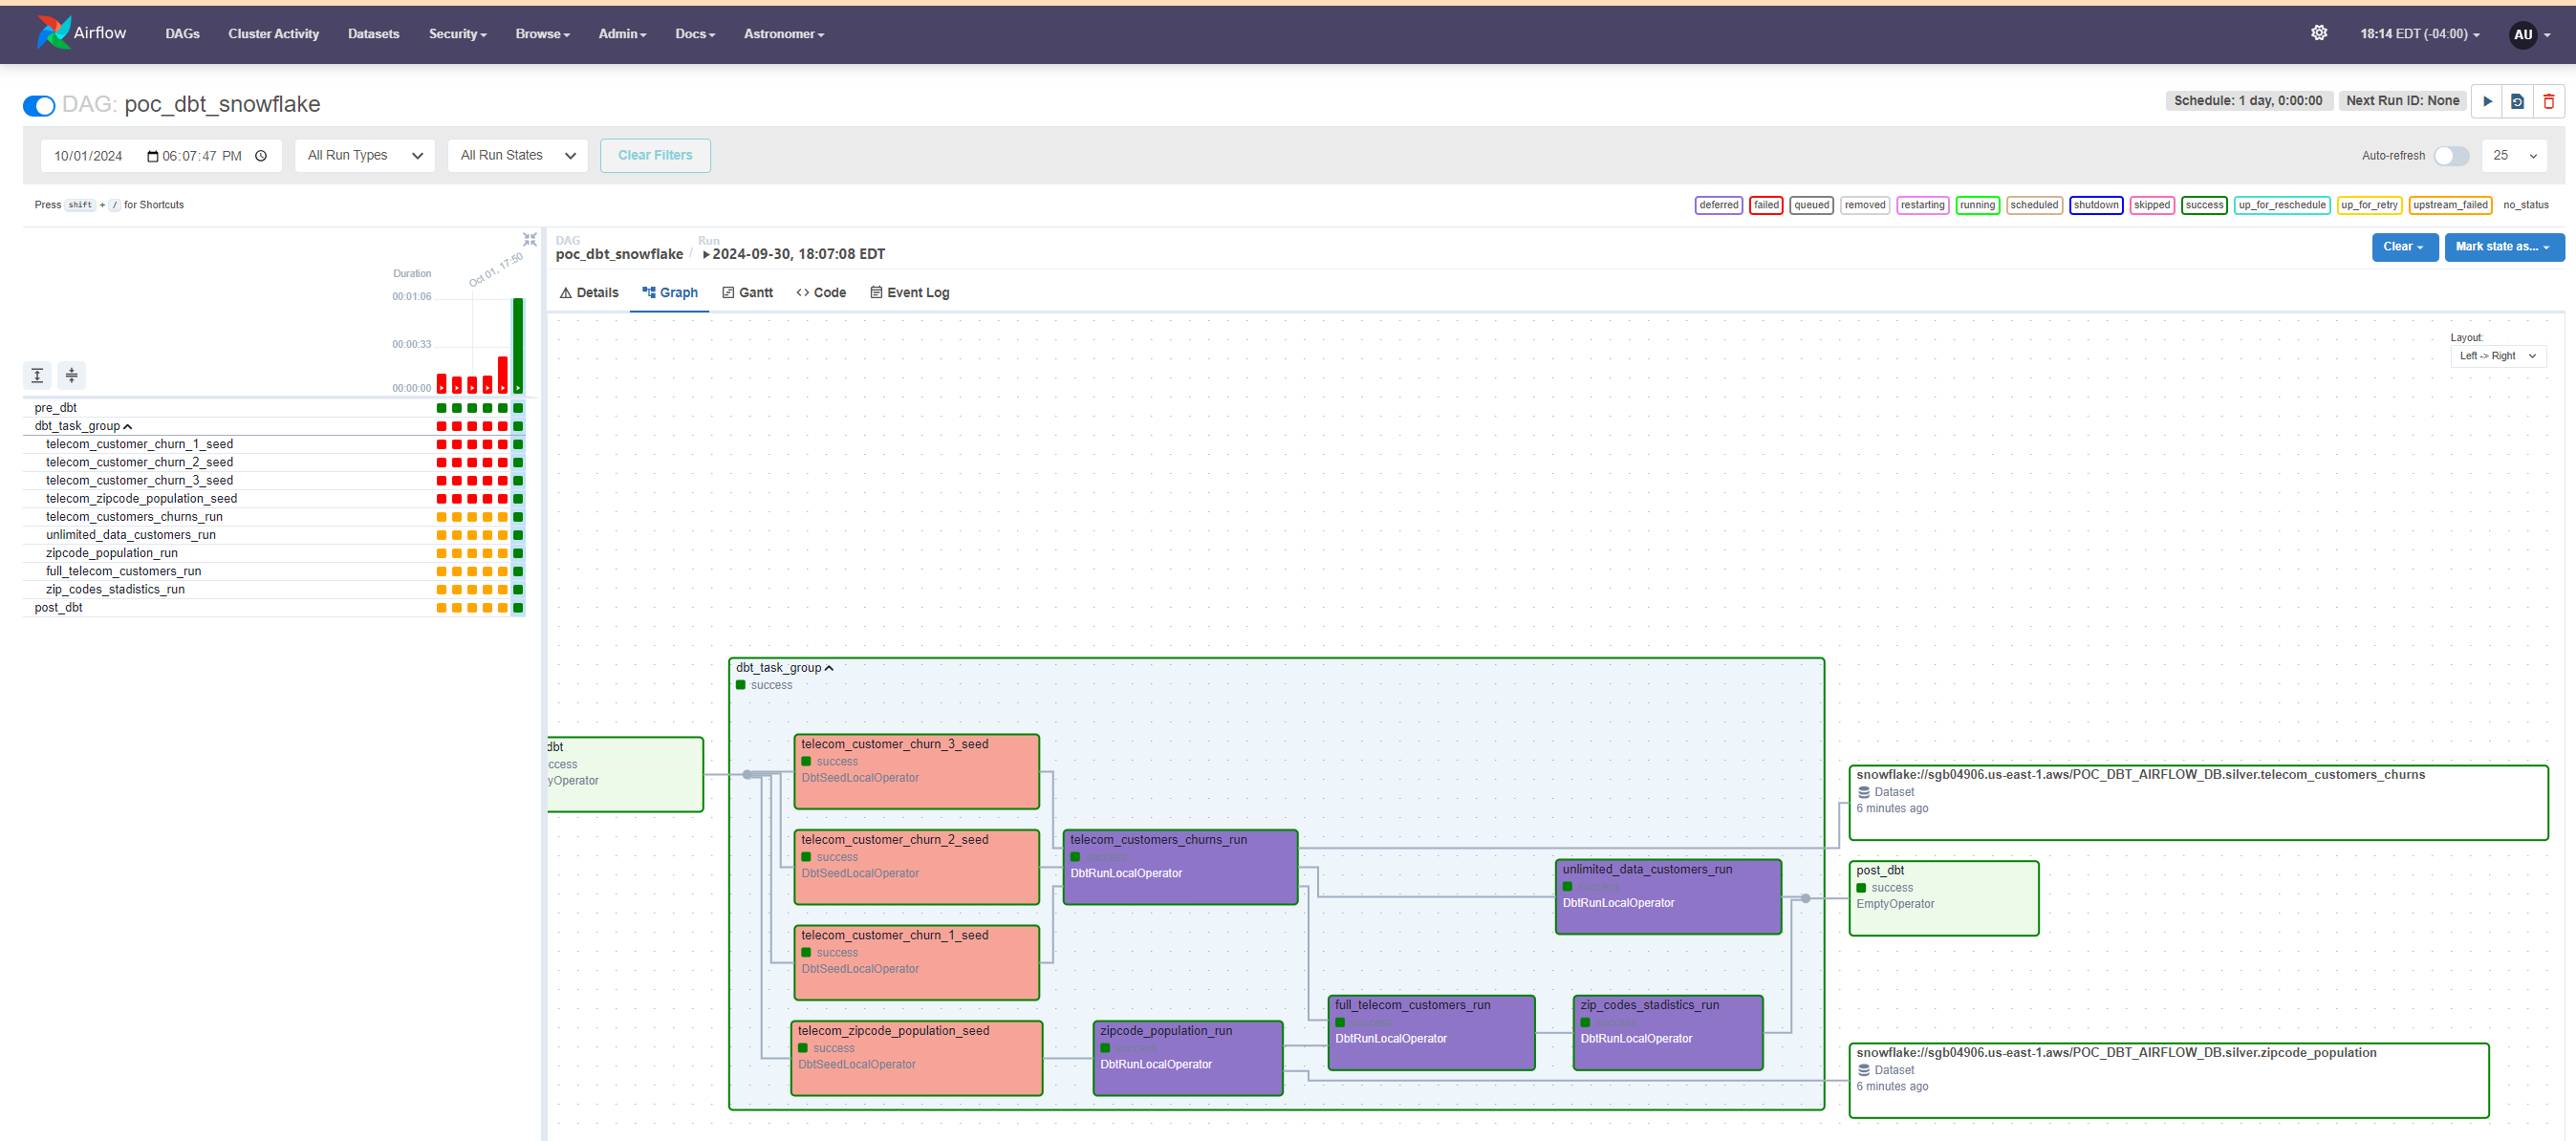 Airflow
DAGs
Cluster Activity
Datasets
Security
Browse
Admin
Docs
Astronomer
18:14 EDT (-04:00)
AU
DAG: poc_dbt_snowflake
Schedule: 1 day, 0:00:00
Next Run ID: None
10/01/2024 06:07:47 PM
All Run Types
All Run States
Clear Filters
Auto-refresh
25
Press shift + / for Shortcuts
deferred
failed
queued
removed
restarting
running
scheduled
shutdown
skipped
success
up_for_reschedule
up_for_retry
upstream_failed
no_status
Duration
Oct 01, 17:50
00:01:06
00:00:33
00:00:00
pre_dbt
dbt_task_group
telecom_customer_churn_1_seed
telecom_customer_churn_2_seed
telecom_customer_churn_3_seed
telecom_zipcode_population_seed
telecom_customers_churns_run
unlimited_data_customers_run
zipcode_population_run
full_telecom_customers_run
zip_codes_stadistics_run
post_dbt
DAG
poc_dbt_snowflake
/
Run
2024-09-30, 18:07:08 EDT
Clear
Mark state as...
Details
Graph
Gantt
Code
Event Log
Layout:
Left -> Right
dbt
ccess
yOperator
dbt_task_group
success
telecom_customer_churn_3_seed
success
DbtSeedLocalOperator
telecom_customer_churn_2_seed
success
DbtSeedLocalOperator
telecom_customer_churn_1_seed
success
DbtSeedLocalOperator
telecom_zipcode_population_seed
success
DbtSeedLocalOperator
telecom_customers_churns_run
success
DbtRunLocalOperator
zipcode_population_run
success
DbtRunLocalOperator
unlimited_data_customers_run
success
DbtRunLocalOperator
full_telecom_customers_run
success
DbtRunLocalOperator
zip_codes_stadistics_run
success
DbtRunLocalOperator
snowflake://sgb04906.us-east-1.aws/POC_DBT_AIRFLOW_DB.silver.telecom_customers_churns
Dataset
6 minutes ago
post_dbt
success
EmptyOperator
snowflake://sgb04906.us-east-1.aws/POC_DBT_AIRFLOW_DB.silver.zipcode_population
Dataset
6 minutes ago